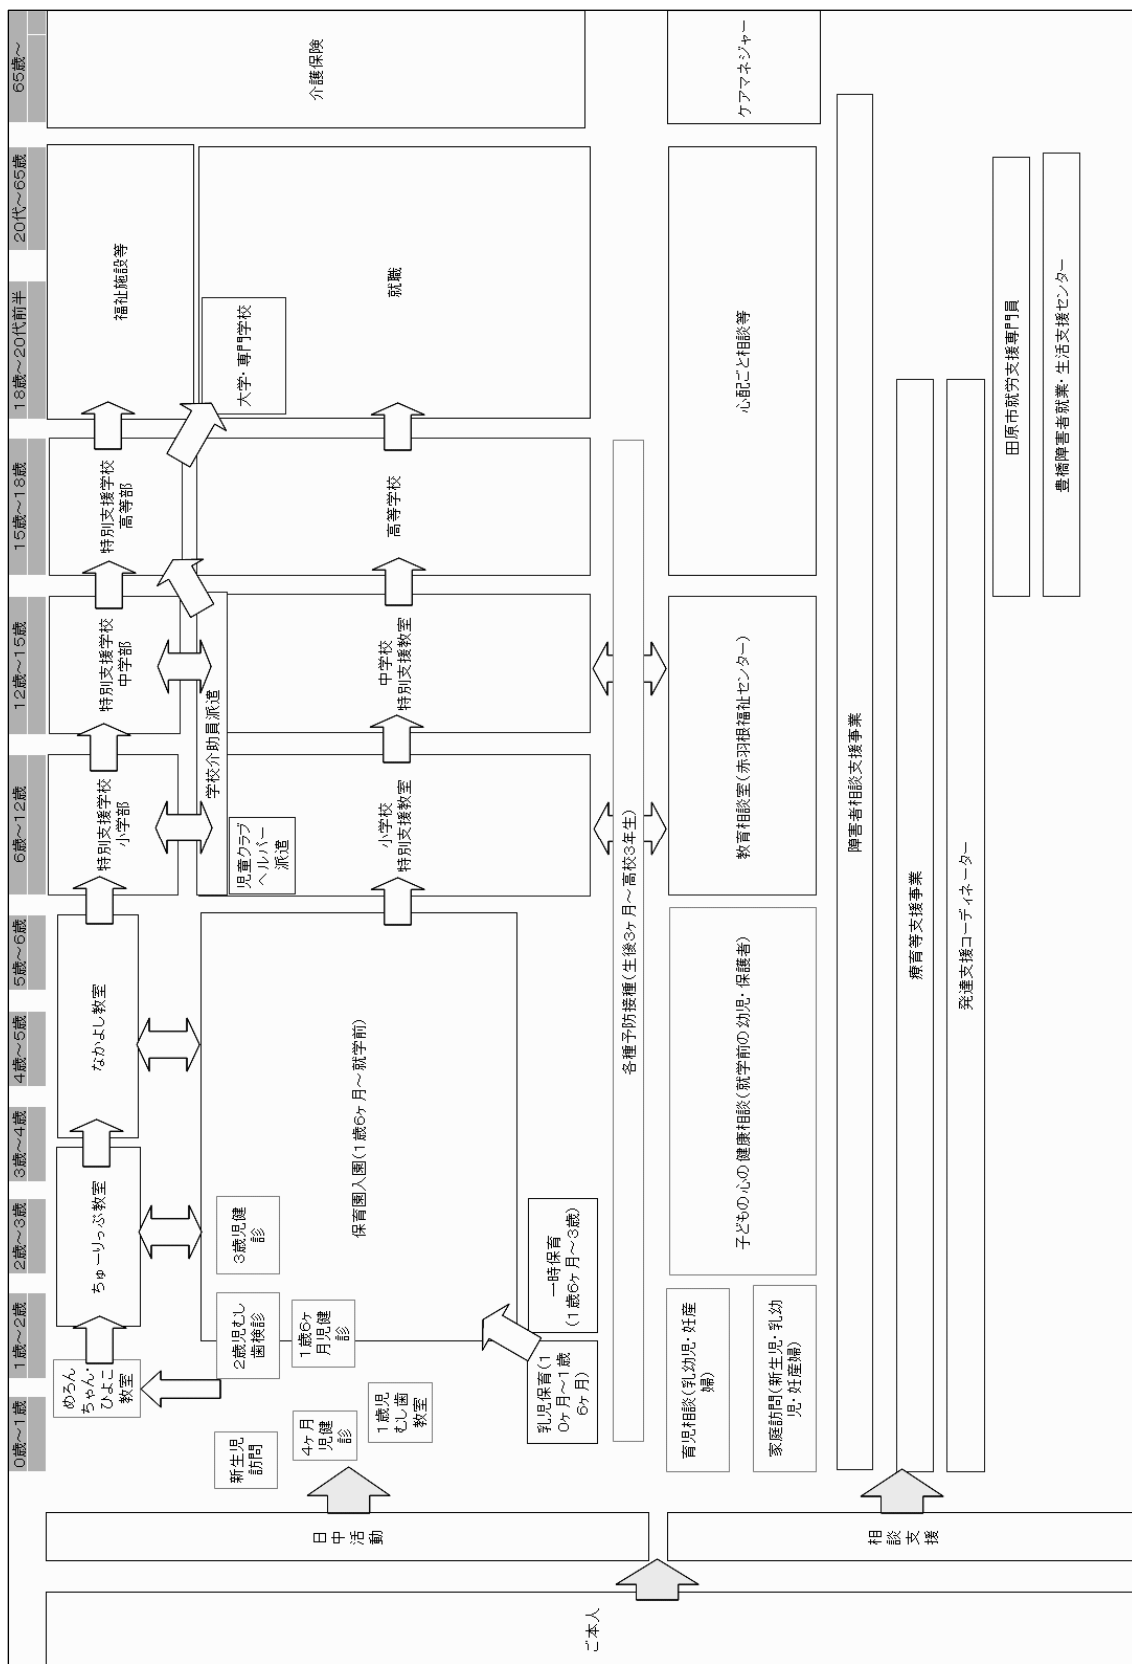 ご本人
日中活動
相談支援
0歳～1歳
1歳～2歳
2歳～3歳
3歳～4歳
4歳～5歳
5歳～6歳
6歳～12歳
12歳～15歳
15歳～18歳
18歳～20代前半
20代～65歳
65歳～
めろん
ちゃん・
ひよこ
教室
ちゅーりっぷ教室
なかよし教室
特別支援学校
小学部
特別支援学校
中学部
特別支援学校
高等部
福祉施設等
介護保険
新生児
訪問
2歳児むし
歯検診
3歳児健
診
児童クラブ
ヘルパー
派遣
学校介助員派遣
大学・専門学校
4ヶ月
児健
診
1歳6ヶ
月児健
診
1歳児
むし歯
教室
保育園入園(1歳6ヶ月～就学前)
小学校
特別支援教室
中学校
特別支援教室
高等学校
就職
乳児保育(1
0ヶ月～1歳
6ヶ月)
一時保育
(1歳6ヶ月～3歳)
各種予防接種(生後3ヶ月～高校3年生)
育児相談(乳幼児・妊産
婦)
家庭訪問(新生児・乳幼
児・妊産婦)
子どもの心の健康相談(就学前の幼児・保護者)
教育相談室(赤羽根福祉センター)
心配ごと相談等
ケアマネジャー
障害者相談支援事業
療育等支援事業
発達支援コーディネーター
田原市就労支援専門員
豊橋障害者就業・生活支援センター